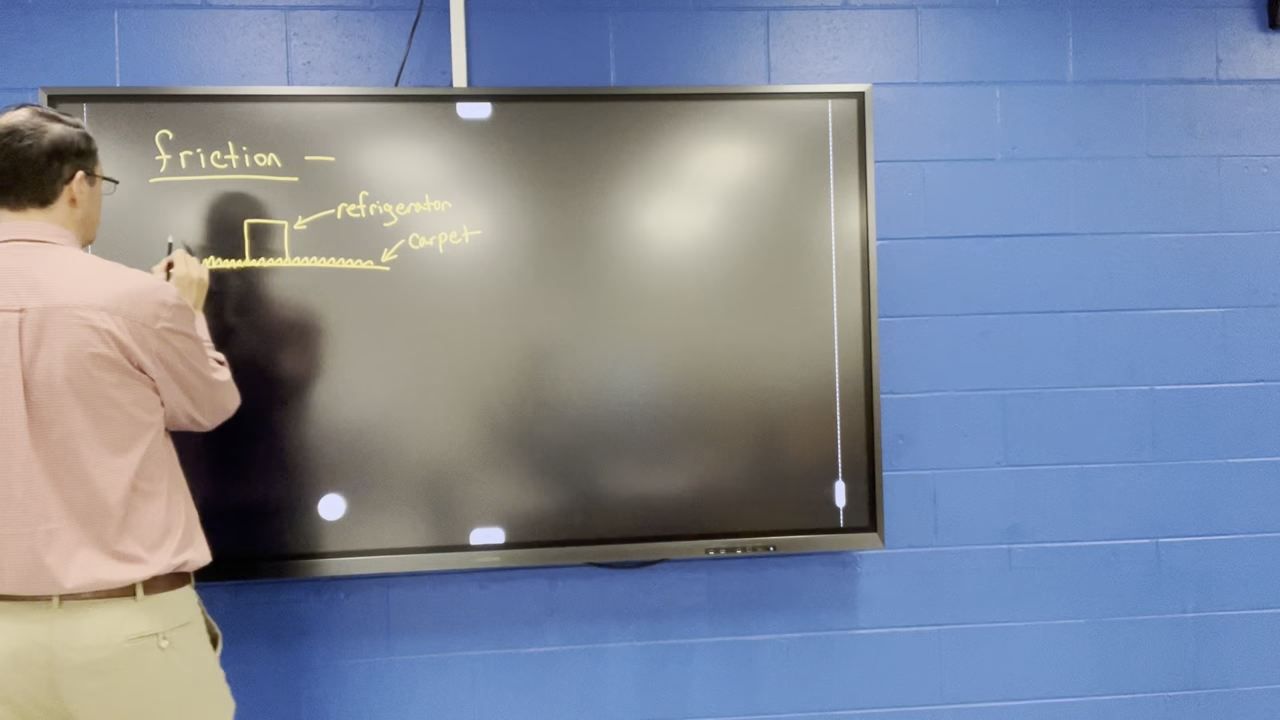 friction —
refrigerator
carpet